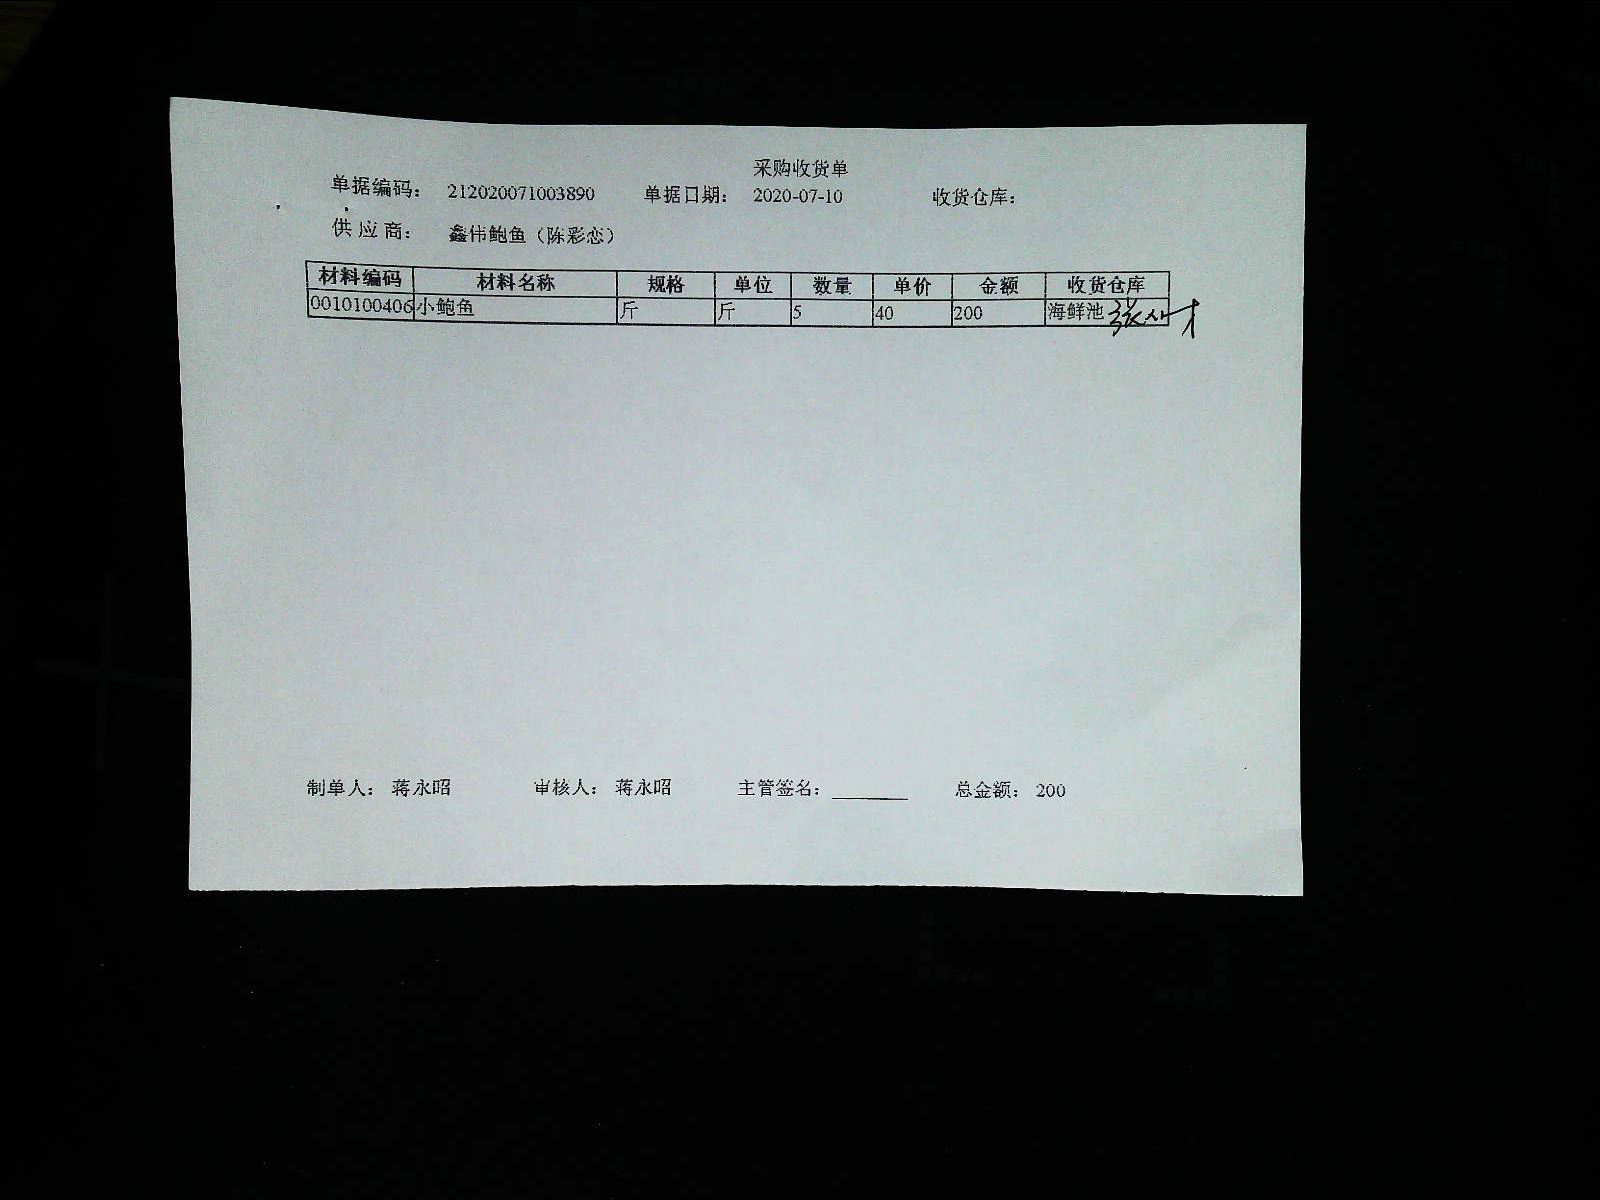 采购收货单
单据编码： 212020071003890 单据日期： 2020-07-10 收货仓库：
供应商： 鑫伟鲍鱼（陈彩恋）
材料编码 材料名称 规格 单位 数量 单价 金额 收货仓库
0010100406 小鲍鱼 斤 斤 5 40 200 海鲜池
制单人： 蒋永昭 审核人： 蒋永昭 主管签名： 总金额： 200